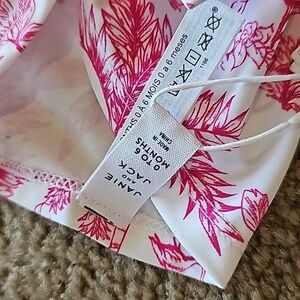 JANIE
AND
JACK
0 TO 6
MONTHS
MADE IN
CHINA
0 À 6 MOIS 0 a 6 meses